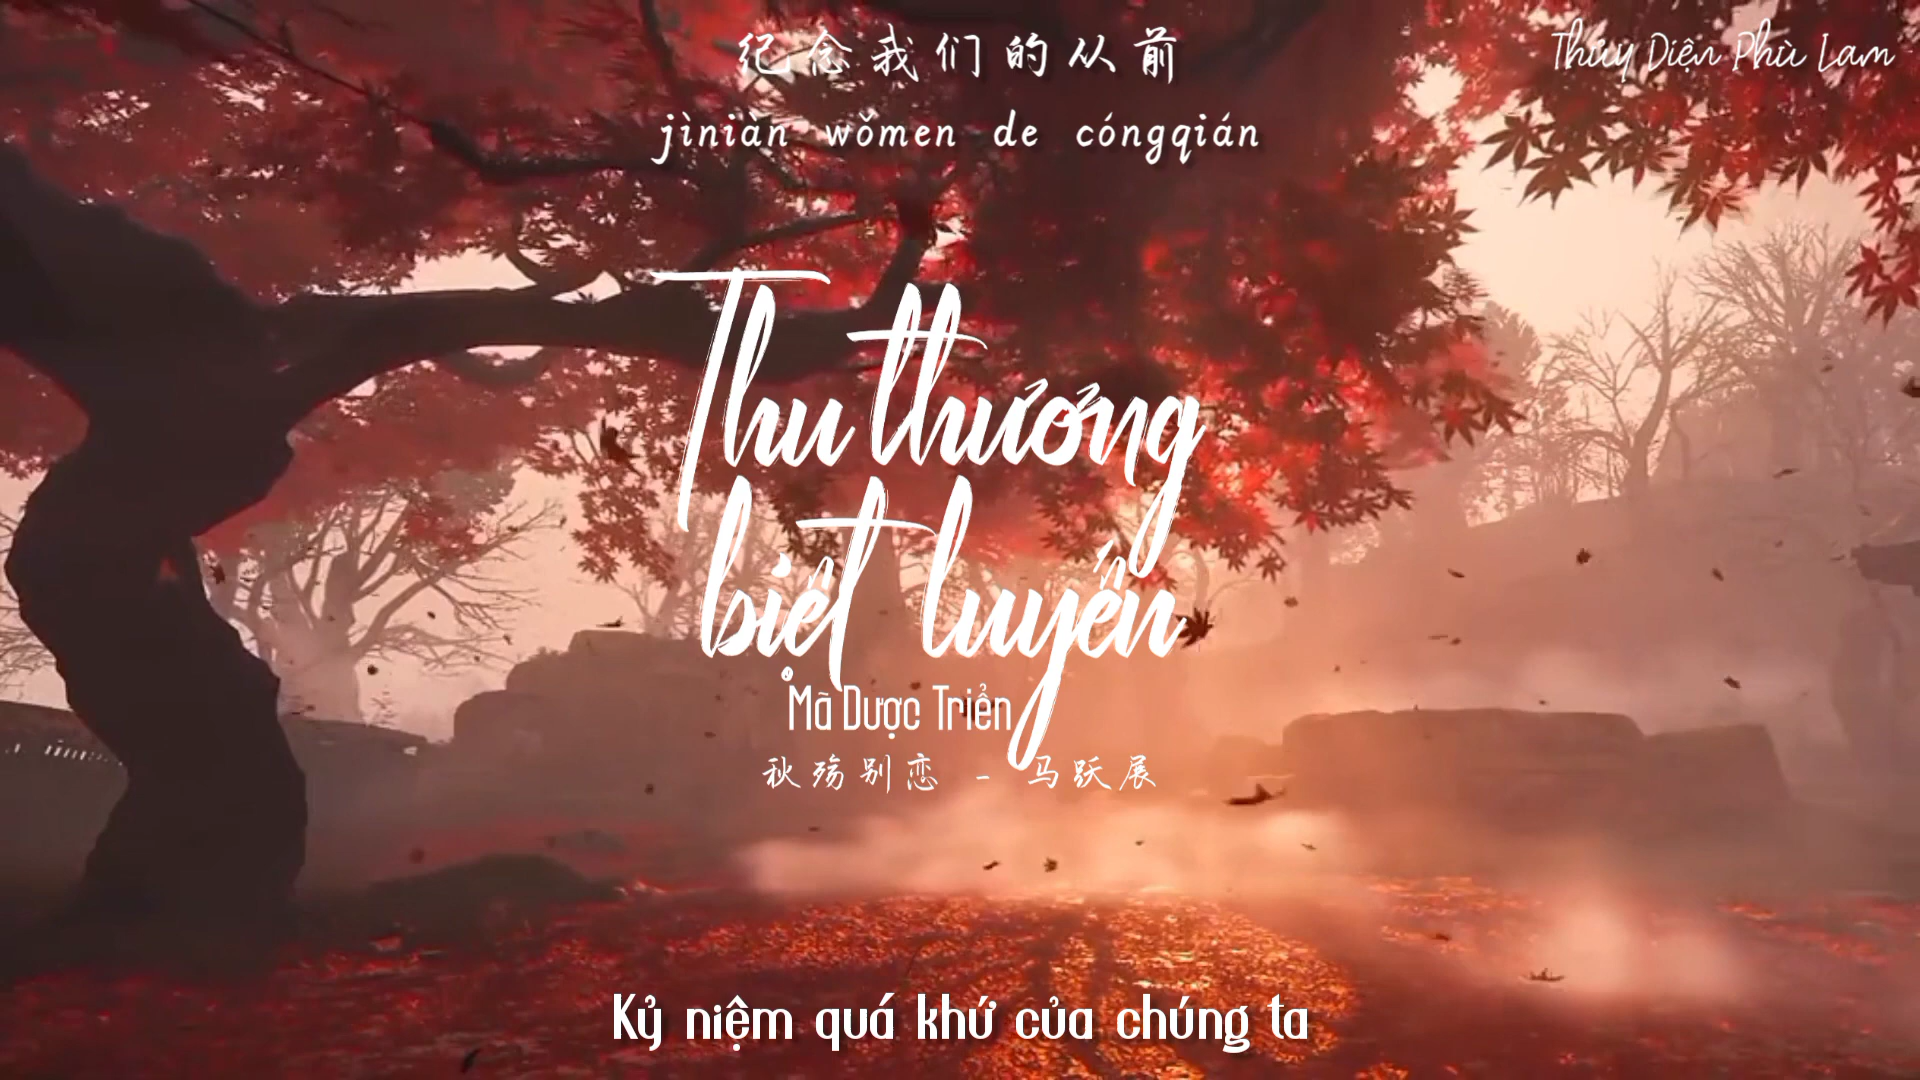 纪念我们的从前
Thủy Diện Phù Lam
jìniàn wǒmen de cóngqián
Thu thưởng
biệt luyến
Mã Dược Triển
秋殇别恋 - 马跃展
Kỷ niệm quá khứ của chúng ta